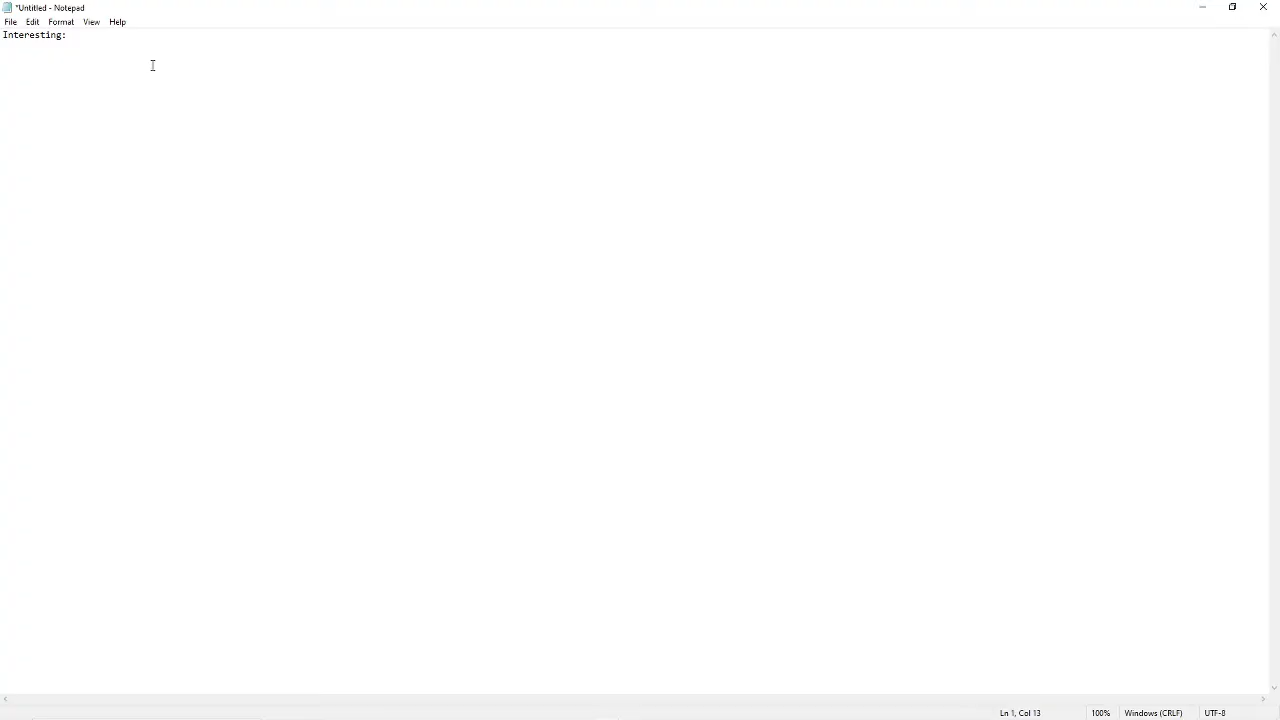 *Untitled - Notepad
File Edit Format View Help
Interesting:
Ln 1, Col 13 100% Windows (CRLF) UTF-8